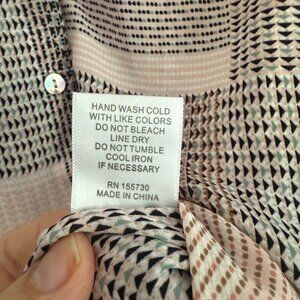 HAND WASH COLD
WITH LIKE COLORS
DO NOT BLEACH
LINE DRY
DO NOT TUMBLE
COOL IRON
IF NECESSARY
RN 155730
MADE IN CHINA